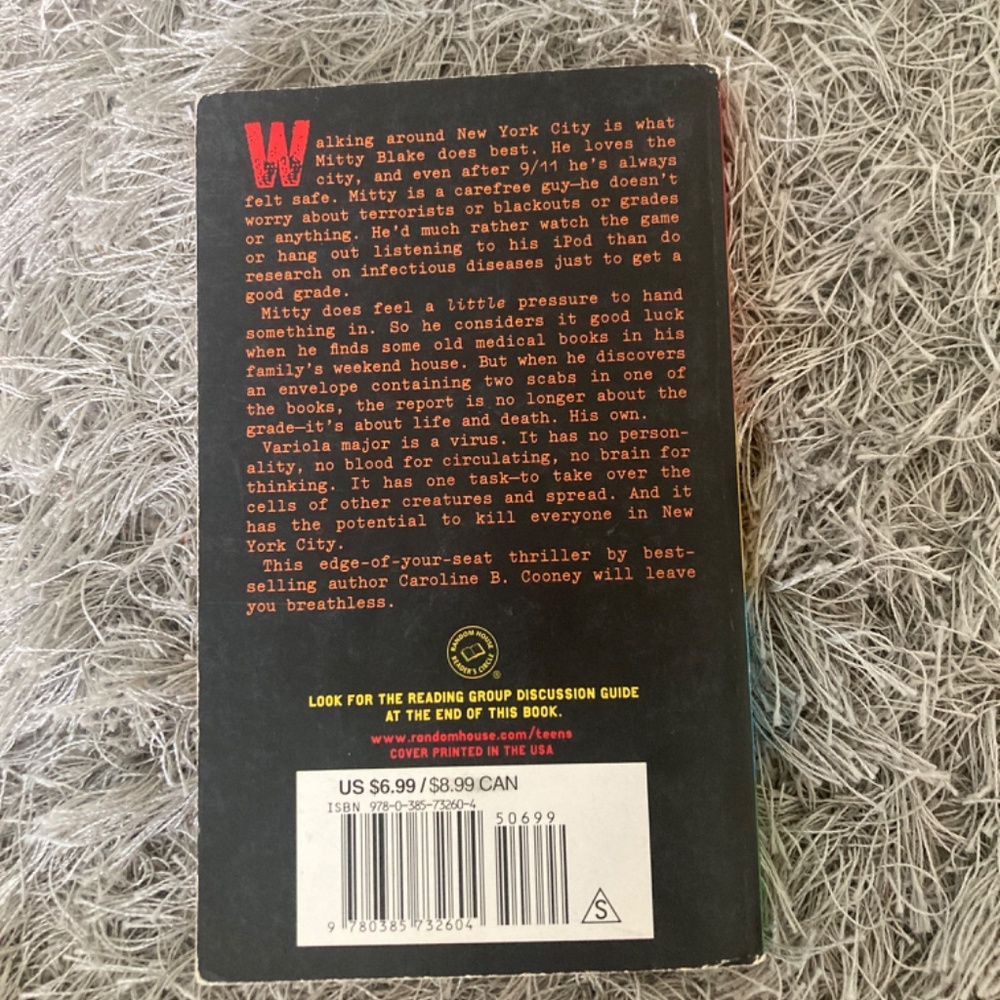 Walking around New York City is what
Mitty Blake does best. He loves the
city, and even after 9/11 he's always
felt safe. Mitty is a carefree guy—he doesn't
worry about terrorists or blackouts or grades
or anything. He'd much rather watch the game
or hang out listening to his iPod than do
research on infectious diseases just to get a
good grade.
Mitty does feel a little pressure to hand
something in. So he considers it good luck
when he finds some old medical books in his
family's weekend house. But when he discovers
an envelope containing two scabs in one of
the books, the report is no longer about the
grade—it's about life and death. His own.
Variola major is a virus. It has no person-
ality, no blood for circulating, no brain for
thinking. It has one task—to take over the
cells of other creatures and spread. And it
has the potential to kill everyone in New
York City.
This edge-of-your-seat thriller by best-
selling author Caroline B. Cooney will leave
you breathless.
RANDOM HOUSE
READER'S CIRCLE
®
LOOK FOR THE READING GROUP DISCUSSION GUIDE
AT THE END OF THIS BOOK.
www.randomhouse.com/teens
COVER PRINTED IN THE USA
US $6.99 / $8.99 CAN
ISBN 978-0-385-73260-4
50699
9 780385 732604
S